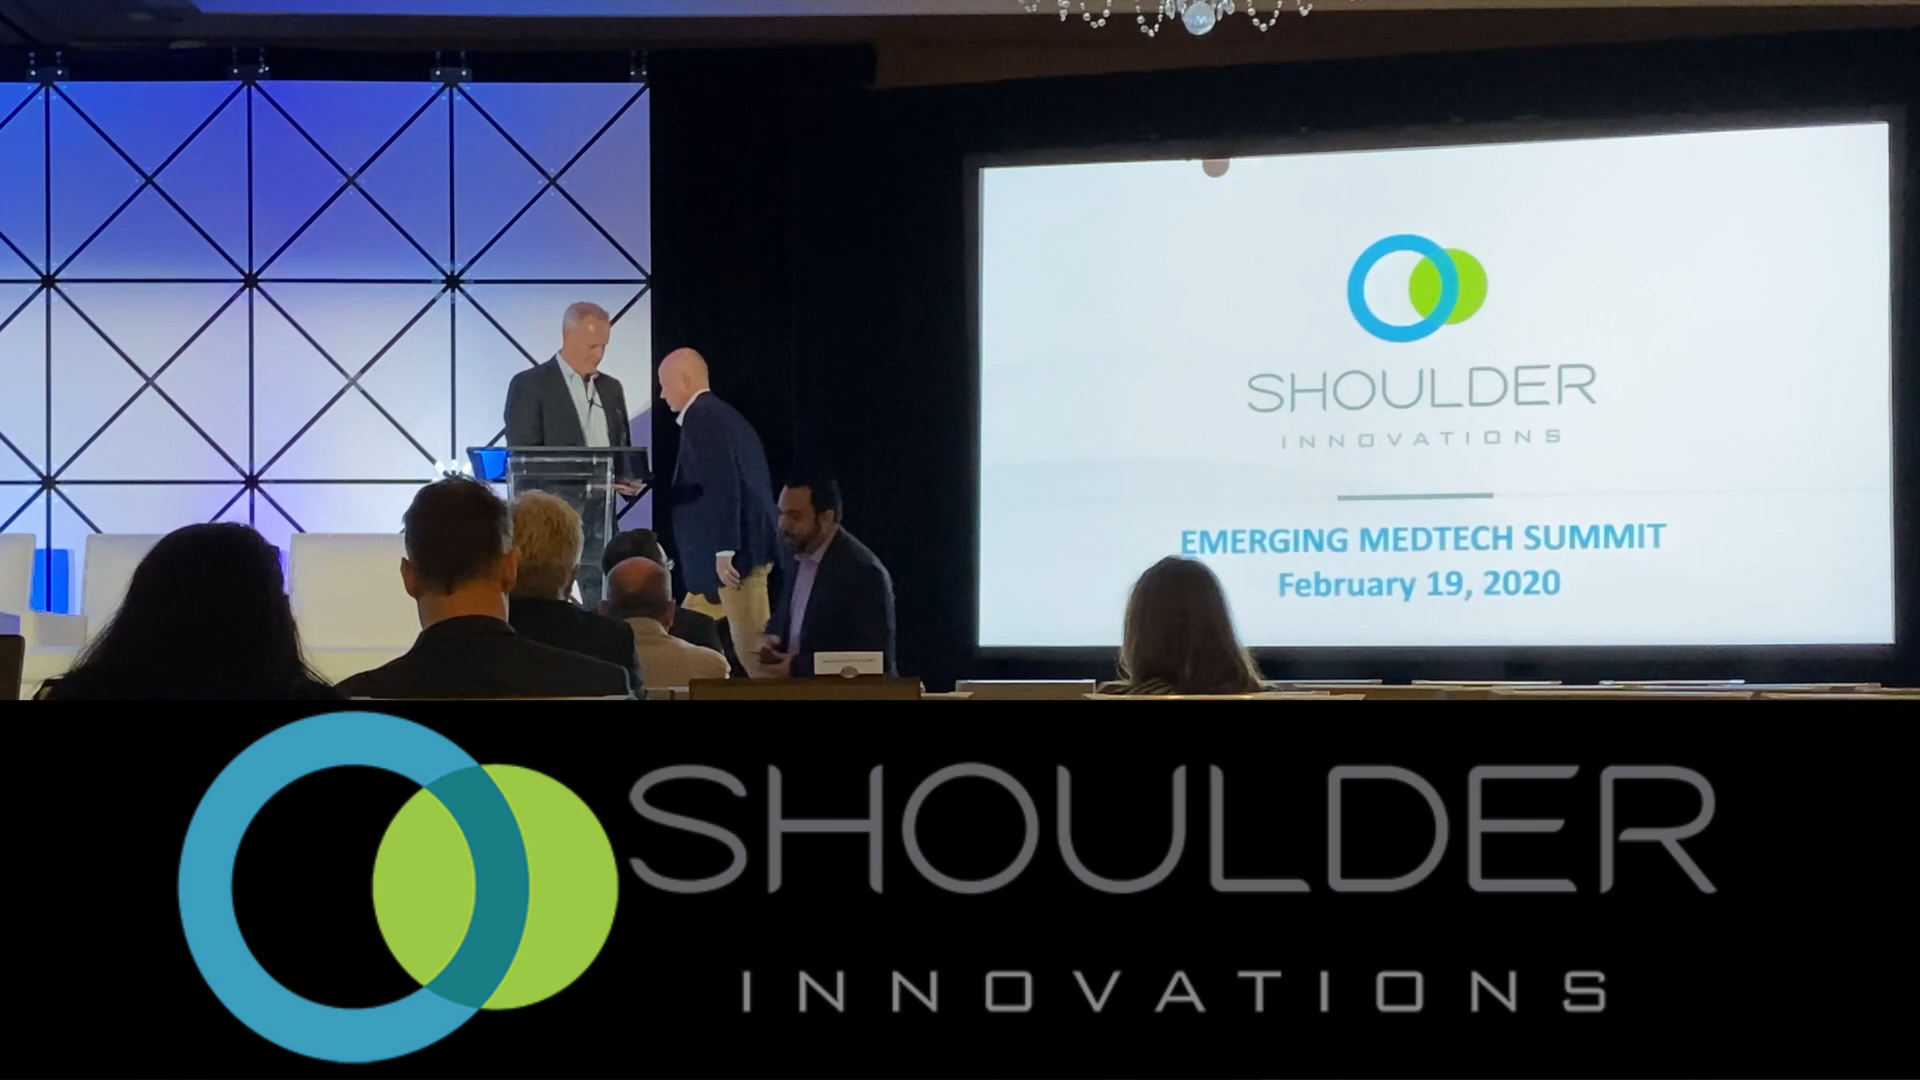 SHOULDER
INNOVATIONS
EMERGING MEDTECH SUMMIT
February 19, 2020
SHOULDER
INNOVATIONS